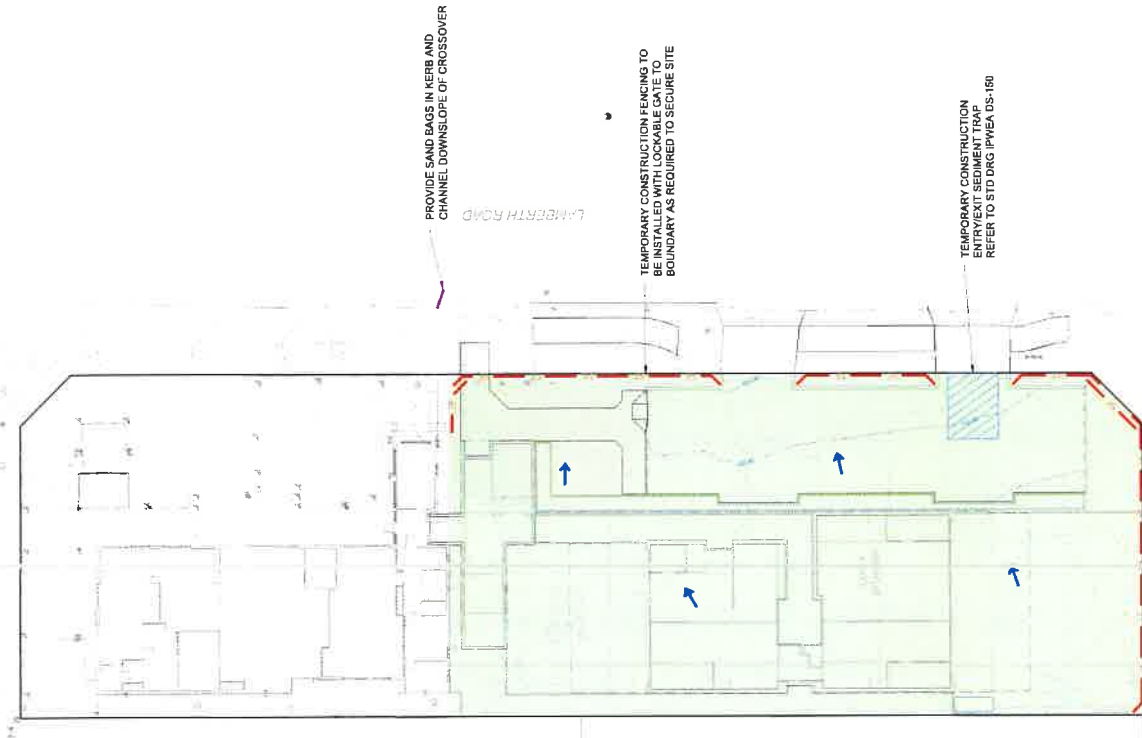 PROVIDE SAND BAGS IN KERB AND
CHANNEL DOWNSLOPE OF CROSSOVER
LAMBERTH ROAD
TEMPORARY CONSTRUCTION FENCING TO
BE INSTALLED WITH LOCKABLE GATE TO
BOUNDARY AS REQUIRED TO SECURE SITE
TEMPORARY CONSTRUCTION
ENTRY/EXIT SEDIMENT TRAP
REFER TO STD DRG IPWEA DS-150